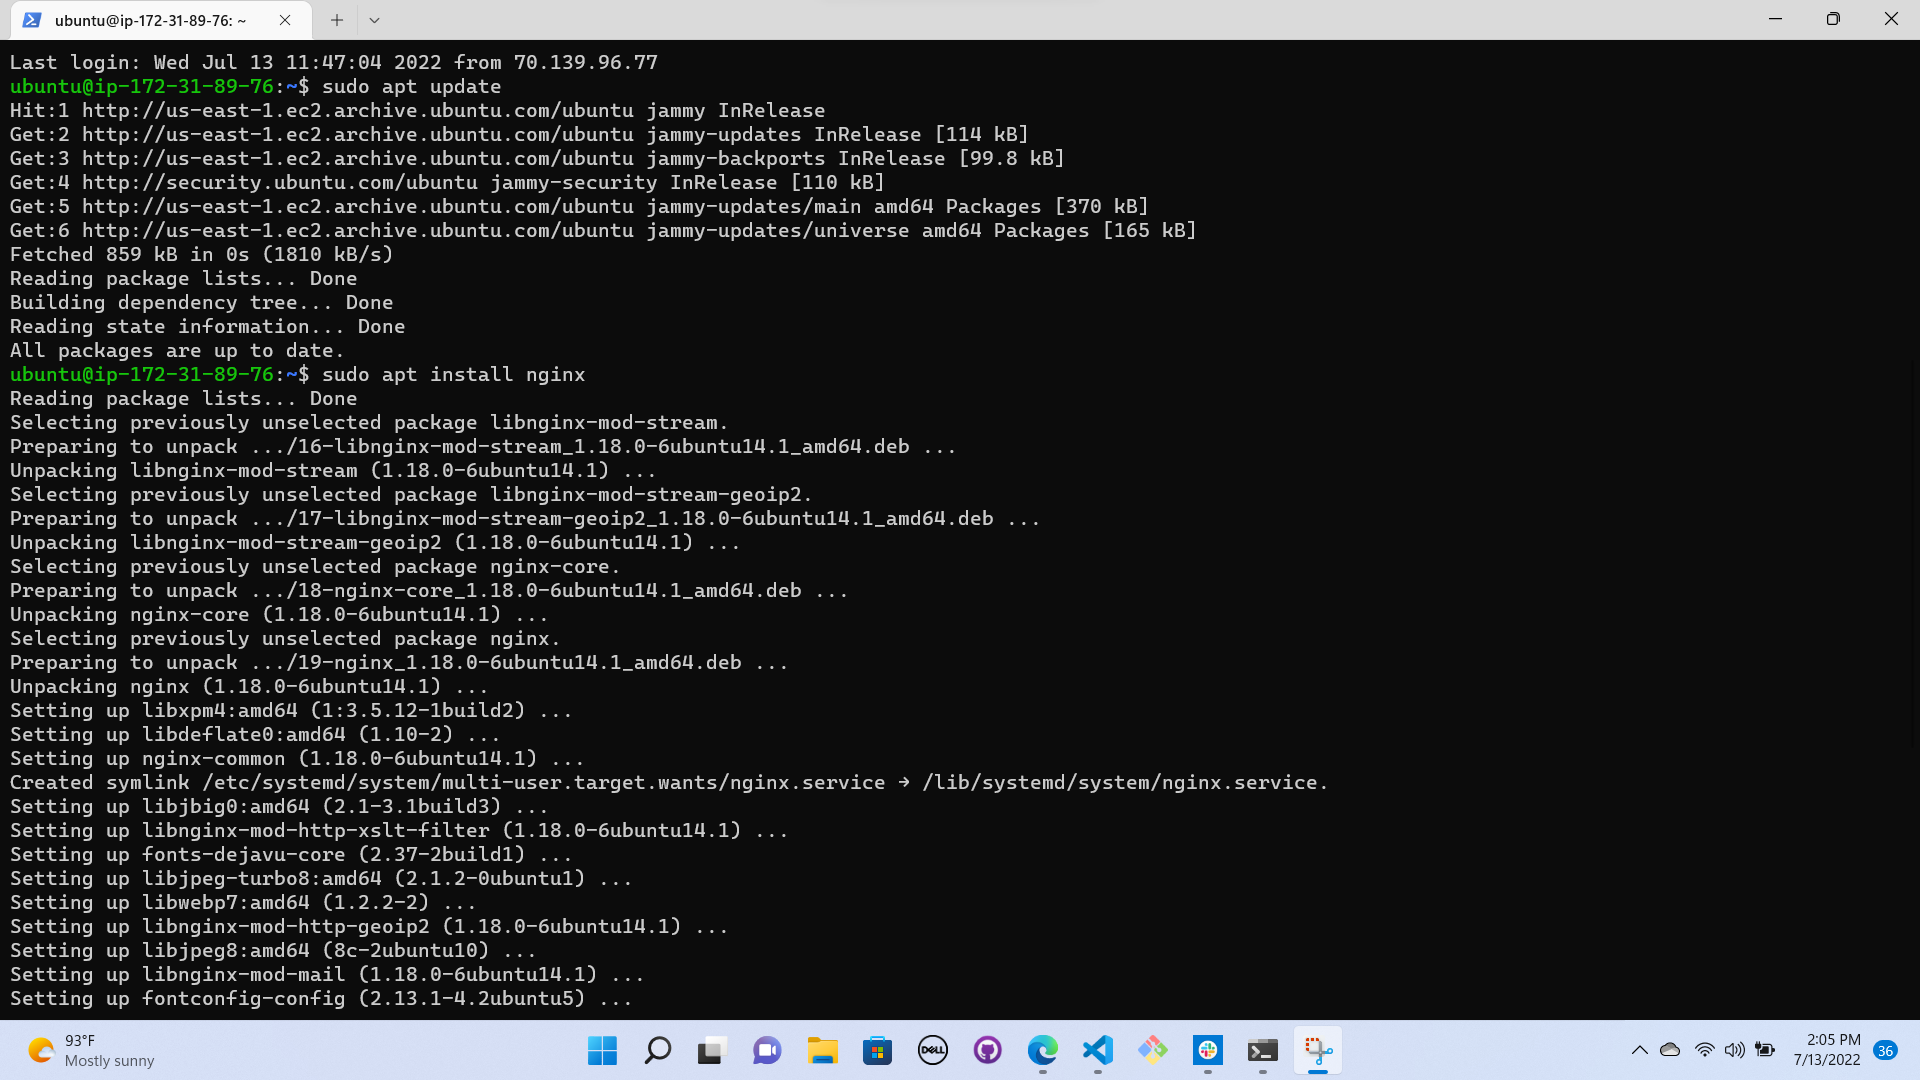 ubuntu@ip-172-31-89-76: ~
Last login: Wed Jul 13 11:47:04 2022 from 70.139.96.77
ubuntu@ip-172-31-89-76:~$ sudo apt update
Hit:1 http://us-east-1.ec2.archive.ubuntu.com/ubuntu jammy InRelease
Get:2 http://us-east-1.ec2.archive.ubuntu.com/ubuntu jammy-updates InRelease [114 kB]
Get:3 http://us-east-1.ec2.archive.ubuntu.com/ubuntu jammy-backports InRelease [99.8 kB]
Get:4 http://security.ubuntu.com/ubuntu jammy-security InRelease [110 kB]
Get:5 http://us-east-1.ec2.archive.ubuntu.com/ubuntu jammy-updates/main amd64 Packages [370 kB]
Get:6 http://us-east-1.ec2.archive.ubuntu.com/ubuntu jammy-updates/universe amd64 Packages [165 kB]
Fetched 859 kB in 0s (1810 kB/s)
Reading package lists... Done
Building dependency tree... Done
Reading state information... Done
All packages are up to date.
ubuntu@ip-172-31-89-76:~$ sudo apt install nginx
Reading package lists... Done
Selecting previously unselected package libnginx-mod-stream.
Preparing to unpack .../16-libnginx-mod-stream_1.18.0-6ubuntu14.1_amd64.deb ...
Unpacking libnginx-mod-stream (1.18.0-6ubuntu14.1) ...
Selecting previously unselected package libnginx-mod-stream-geoip2.
Preparing to unpack .../17-libnginx-mod-stream-geoip2_1.18.0-6ubuntu14.1_amd64.deb ...
Unpacking libnginx-mod-stream-geoip2 (1.18.0-6ubuntu14.1) ...
Selecting previously unselected package nginx-core.
Preparing to unpack .../18-nginx-core_1.18.0-6ubuntu14.1_amd64.deb ...
Unpacking nginx-core (1.18.0-6ubuntu14.1) ...
Selecting previously unselected package nginx.
Preparing to unpack .../19-nginx_1.18.0-6ubuntu14.1_amd64.deb ...
Unpacking nginx (1.18.0-6ubuntu14.1) ...
Setting up libxpm4:amd64 (1:3.5.12-1build2) ...
Setting up libdeflate0:amd64 (1.10-2) ...
Setting up nginx-common (1.18.0-6ubuntu14.1) ...
Created symlink /etc/systemd/system/multi-user.target.wants/nginx.service → /lib/systemd/system/nginx.service.
Setting up libjbig0:amd64 (2.1-3.1build3) ...
Setting up libnginx-mod-http-xslt-filter (1.18.0-6ubuntu14.1) ...
Setting up fonts-dejavu-core (2.37-2build1) ...
Setting up libjpeg-turbo8:amd64 (2.1.2-0ubuntu1) ...
Setting up libwebp7:amd64 (1.2.2-2) ...
Setting up libnginx-mod-http-geoip2 (1.18.0-6ubuntu14.1) ...
Setting up libjpeg8:amd64 (8c-2ubuntu10) ...
Setting up libnginx-mod-mail (1.18.0-6ubuntu14.1) ...
Setting up fontconfig-config (2.13.1-4.2ubuntu5) ...
93°F
Mostly sunny
DELL
2:05 PM
7/13/2022
36